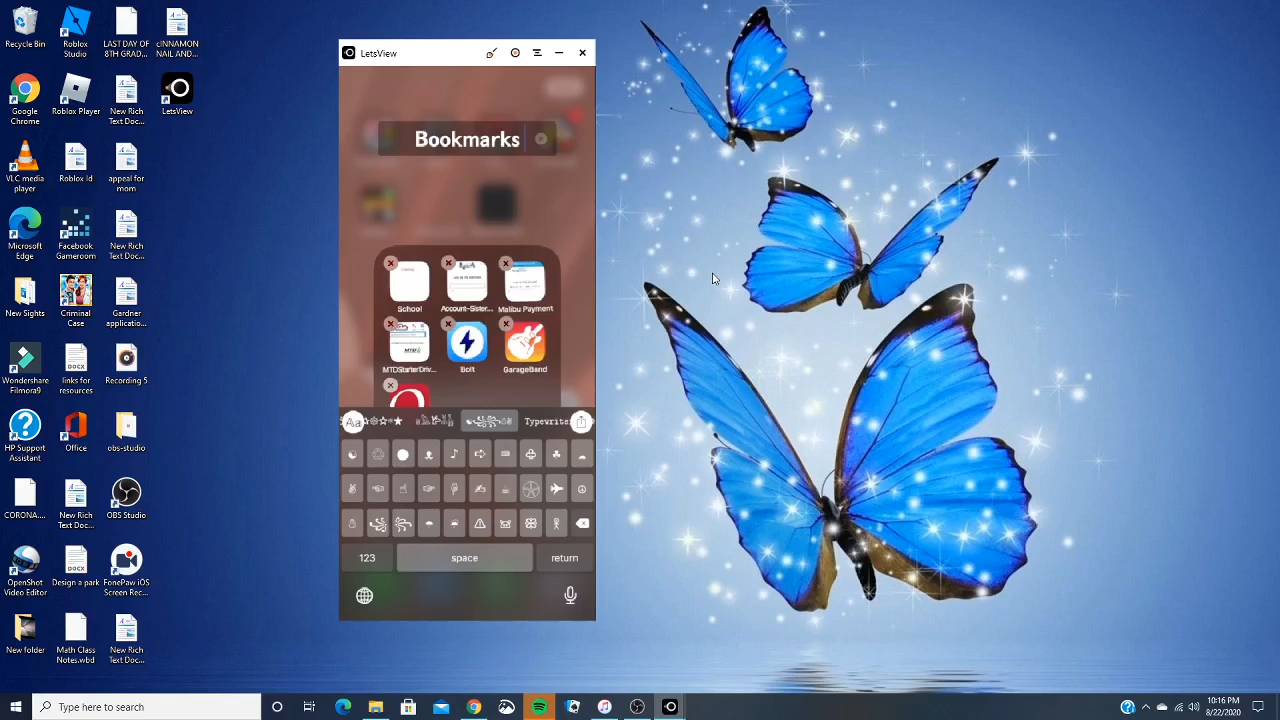 Recycle Bin
Roblox Studio
LAST DAY OF 8TH GRAD...
cINNAMON NAIL AND...
Google Chrome
Roblox Player
New Rich Text Doc...
LetsView
VLC media player
Roblox Id
appeal for mom
Microsoft Edge
Facebook Gameroom
New Rich Text Doc...
New Sights
Criminal Case
Gardner applicatio...
Wondershare Filmora9
links for resources
Recording 5
HP Support Assistant
Office
obs-studio
CORONA....
New Rich Text Doc...
OBS Studio
OpenShot Video Editor
Design a park
FonePaw iOS Screen Rec...
New folder
Math Class Notes.wbd
New Rich Text Doc...
LetsView
Bookmarks
School
Account-Sister...
Malibu Payment
MTDStarterDriv...
Bolt
GarageBand
Aa
Typewriter
123
space
return
Type here to search
10:16 PM
8/22/2020